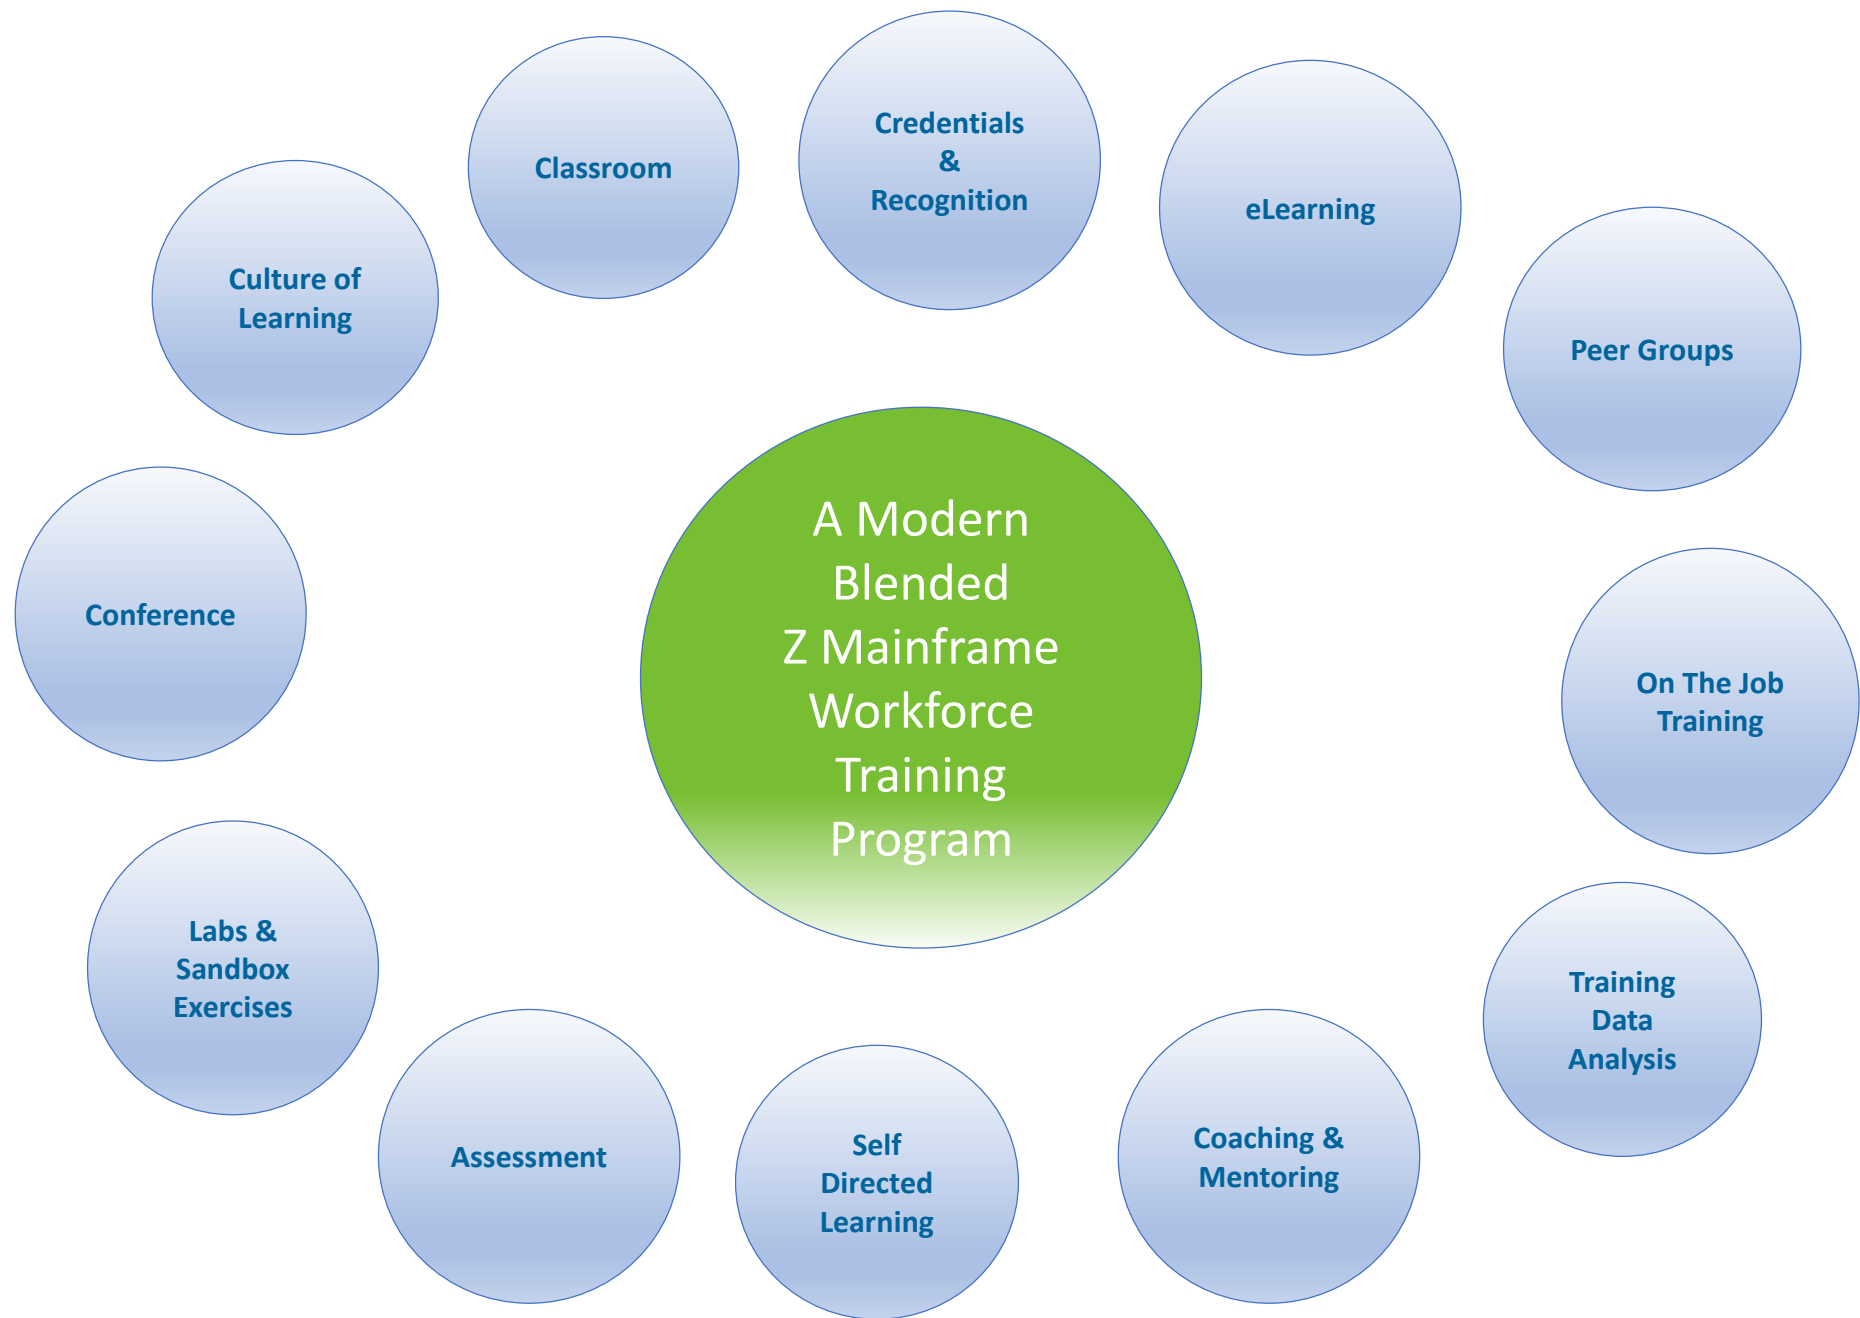 Credentials
&
Recognition
Classroom
eLearning
Culture of
Learning
Peer Groups
A Modern
Blended
Z Mainframe
Workforce
Training
Program
Conference
On The Job
Training
Labs &
Sandbox
Exercises
Training
Data
Analysis
Assessment
Self
Directed
Learning
Coaching &
Mentoring